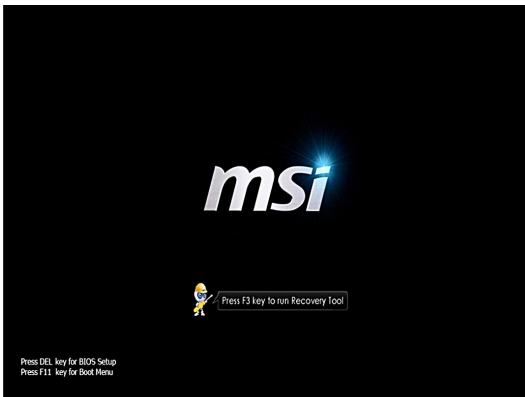 msi
Press F3 key to run Recovery Tool
Press DEL key for BIOS Setup
Press F11 key for Boot Menu